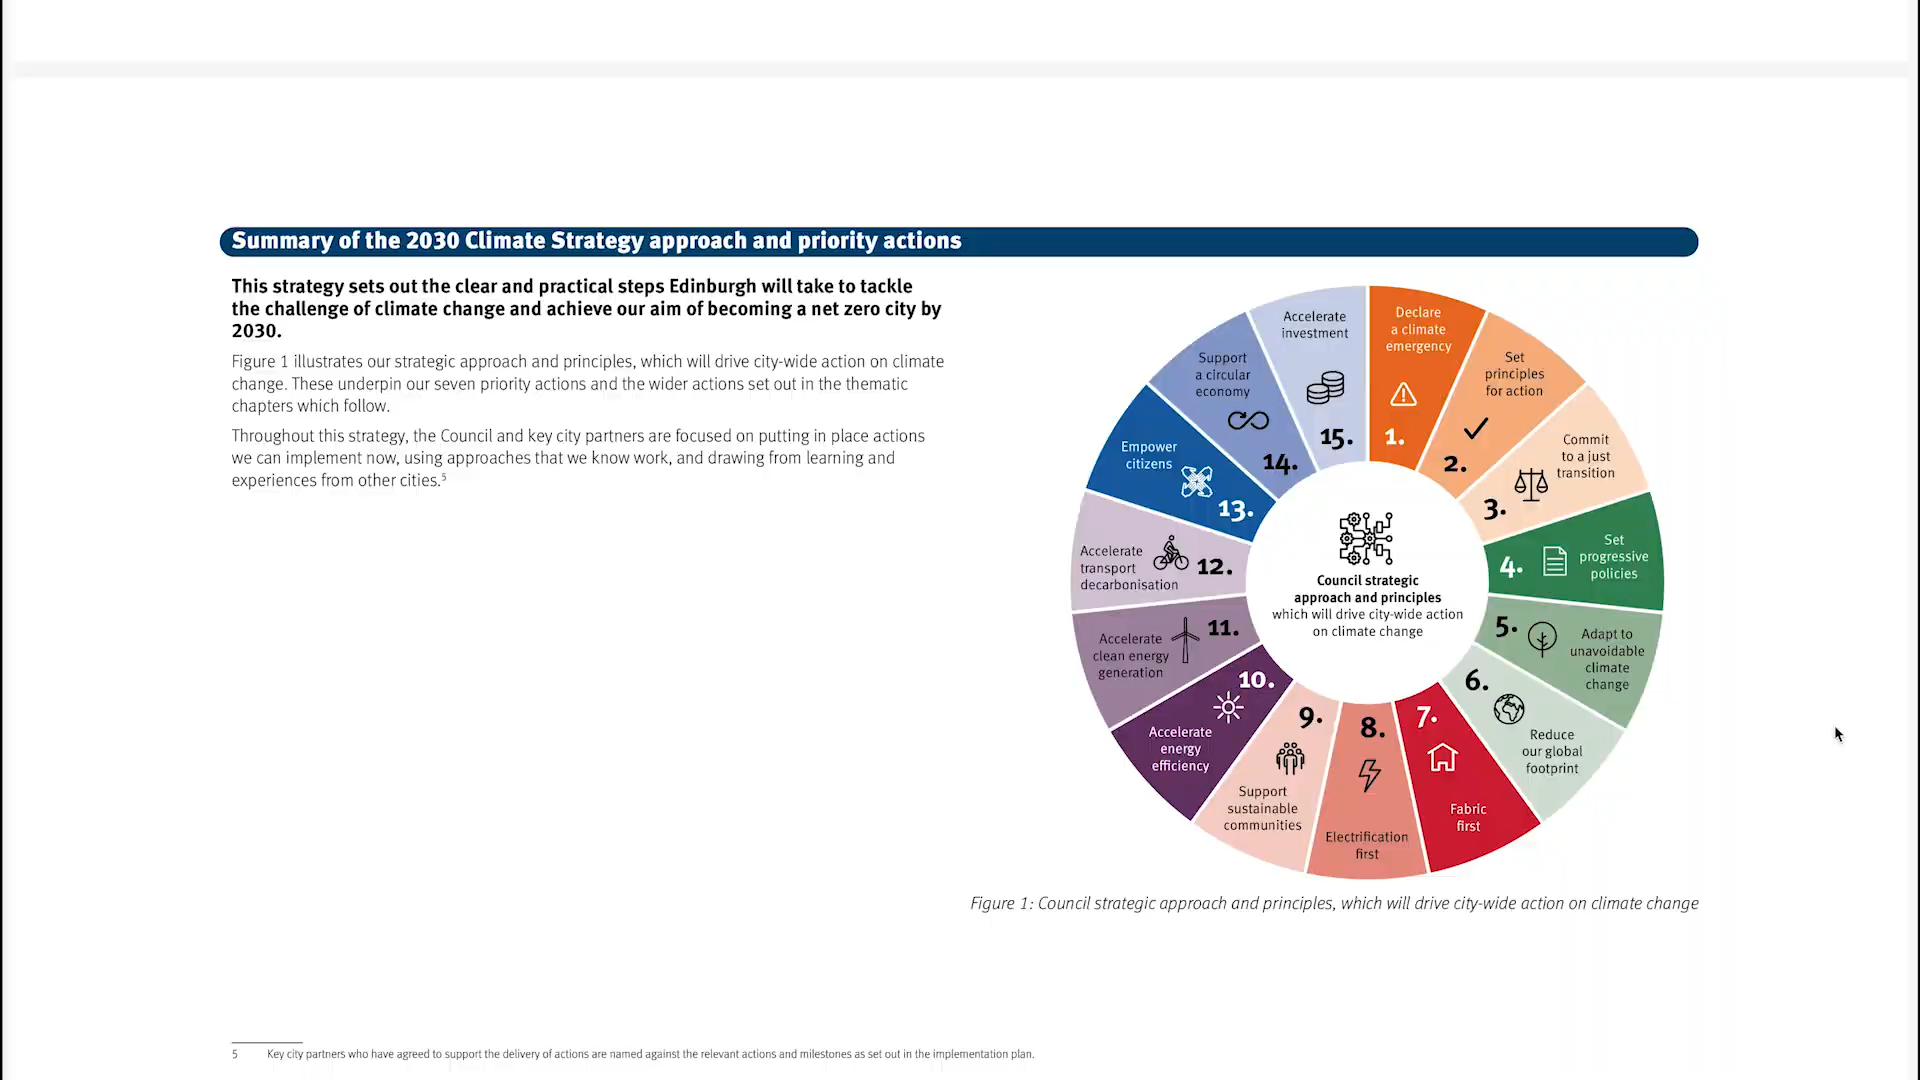 Summary of the 2030 Climate Strategy approach and priority actions
This strategy sets out the clear and practical steps Edinburgh will take to tackle
the challenge of climate change and achieve our aim of becoming a net zero city by
2030.
Figure 1 illustrates our strategic approach and principles, which will drive city-wide action on climate
change. These underpin our seven priority actions and the wider actions set out in the thematic
chapters which follow.
Throughout this strategy, the Council and key city partners are focused on putting in place actions
we can implement now, using approaches that we know work, and drawing from learning and
experiences from other cities.5
Declare
a climate
emergency
1.
Set
principles
for action
2.
Commit
to a just
transition
3.
Set
progressive
policies
4.
Adapt to
unavoidable
climate
change
5.
Reduce
our global
footprint
6.
Fabric
first
7.
Electrification
first
8.
Support
sustainable
communities
9.
Accelerate
energy
efficiency
10.
Accelerate
clean energy
generation
11.
Accelerate
transport
decarbonisation
12.
Empower
citizens
13.
Support
a circular
economy
14.
Accelerate
investment
15.
Council strategic
approach and principles
which will drive city-wide action
on climate change
Figure 1: Council strategic approach and principles, which will drive city-wide action on climate change
5 Key city partners who have agreed to support the delivery of actions are named against the relevant actions and milestones as set out in the implementation plan.